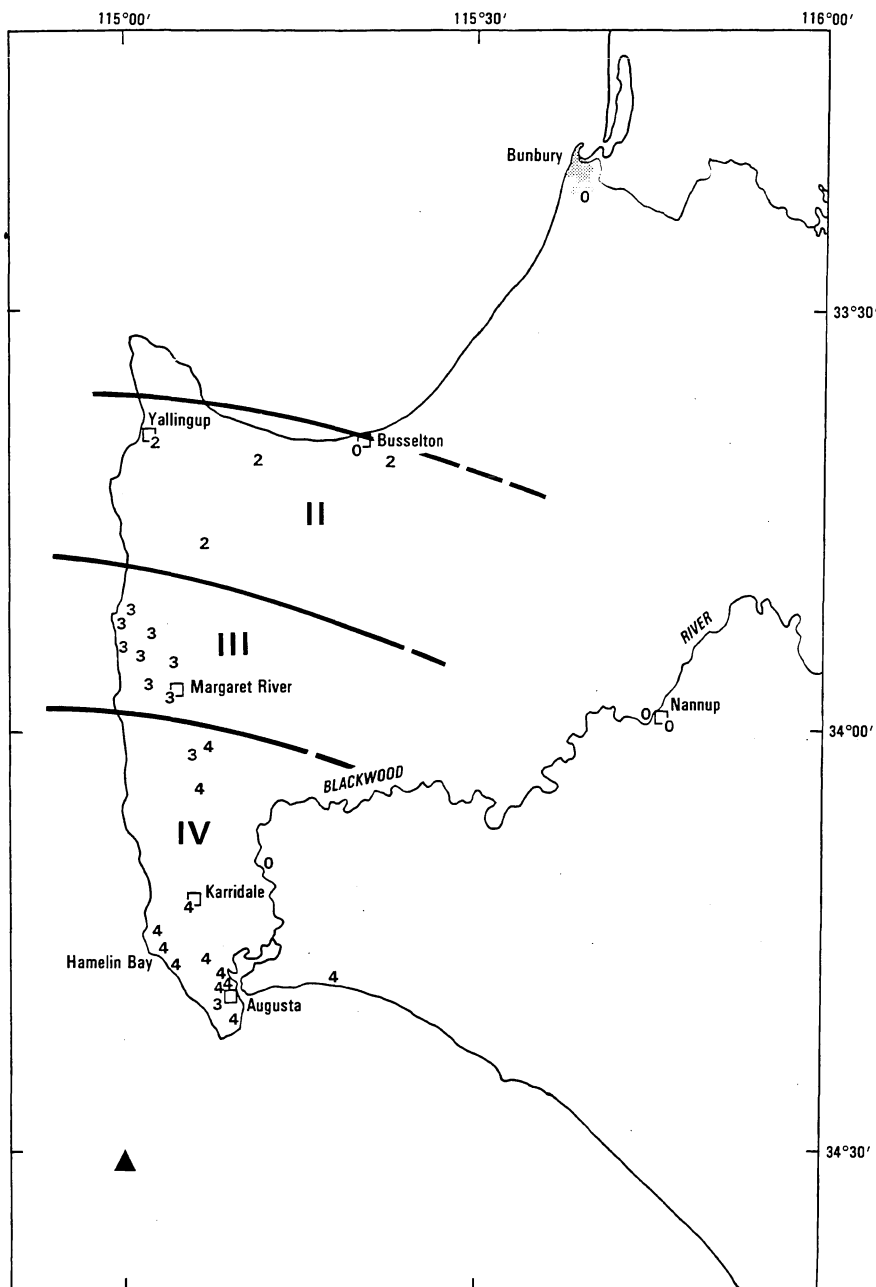 115°00′ 115°30′ 116°00′
Bunbury
0
33°30′
Yallingup
2
Busselton
0
2 2
II
2
3
3
3
3
III
3 3
3
Margaret River
3
RIVER
Nannup
0 0
34°00′
4
3
4
BLACKWOOD
IV
0
Karridale
4
4
4
Hamelin Bay
4 4
4
4
4
4
3
Augusta
4
34°30′